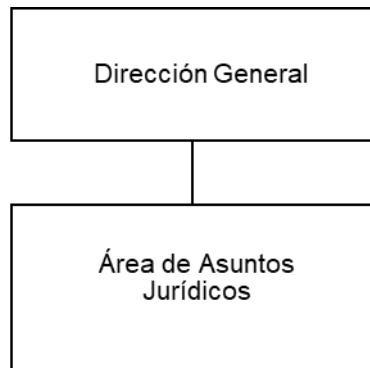 Dirección General
Área de Asuntos
Jurídicos